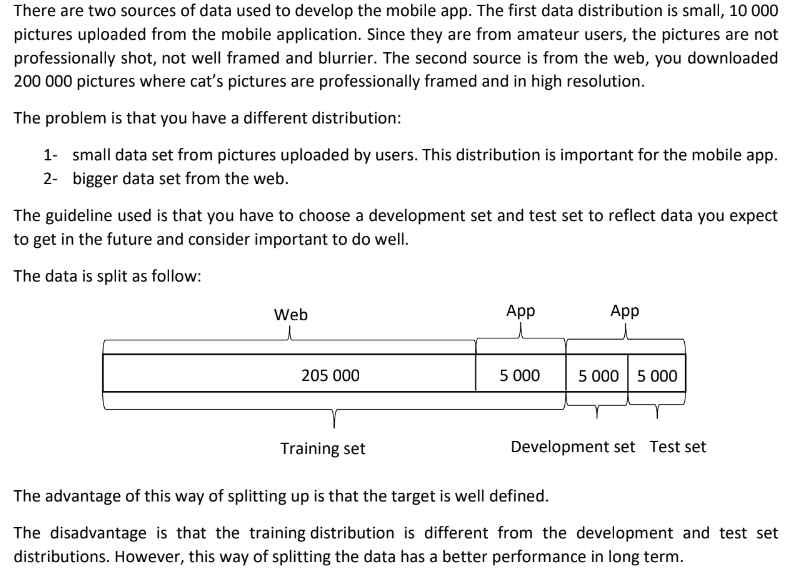 There are two sources of data used to develop the mobile app. The first data distribution is small, 10 000
pictures uploaded from the mobile application. Since they are from amateur users, the pictures are not
professionally shot, not well framed and blurrier. The second source is from the web, you downloaded
200 000 pictures where cat's pictures are professionally framed and in high resolution.
The problem is that you have a different distribution:
1- small data set from pictures uploaded by users. This distribution is important for the mobile app.
2- bigger data set from the web.
The guideline used is that you have to choose a development set and test set to reflect data you expect
to get in the future and consider important to do well.
The data is split as follow:
Web App App
205 000 5 000 5 000 5 000
Training set Development set Test set
The advantage of this way of splitting up is that the target is well defined.
The disadvantage is that the training distribution is different from the development and test set
distributions. However, this way of splitting the data has a better performance in long term.